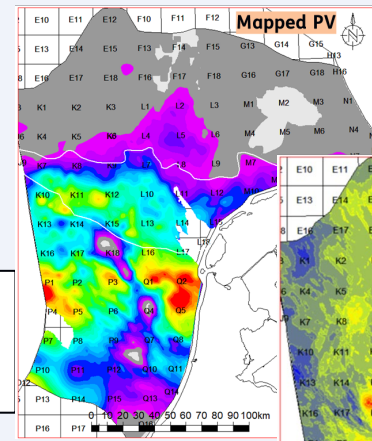 Mapped PV
E10 E11 E12 F10 F11 F12
E13 E14 E15 F13 F14 F15 G13 G14 G15
H13
E16 E17 E18 F16 F17 F18 G16 G17 G18 H16
K1 K2 K3 L1 L2 L3 M1 M2 M3 N1
K4 K5 K6 L4 L5 L6 M4 M5 M6 N4
K7 K8 K9 L7 L8 L9 M7
K10 K11 K12 L10 L11 L12 M10
K13 K14 K15 L13 L14 L15
K16 K17 K18 L16 L17 L18
P1 P2 P3 Q1 Q2
P4 P5 P6 Q4 Q5
P7 P8 P9 Q7 Q8
P10 P11 P12 Q10 Q11
P13 P14 P15 Q13 Q14
0 10 20 30 40 50 60 70 80 90 100km
P16 P17 Q16
E10 E11
E13 E14
E16 E17
K1 K2
K4 K5
K7 K8
K10 K11
K13 K14
K16 K17